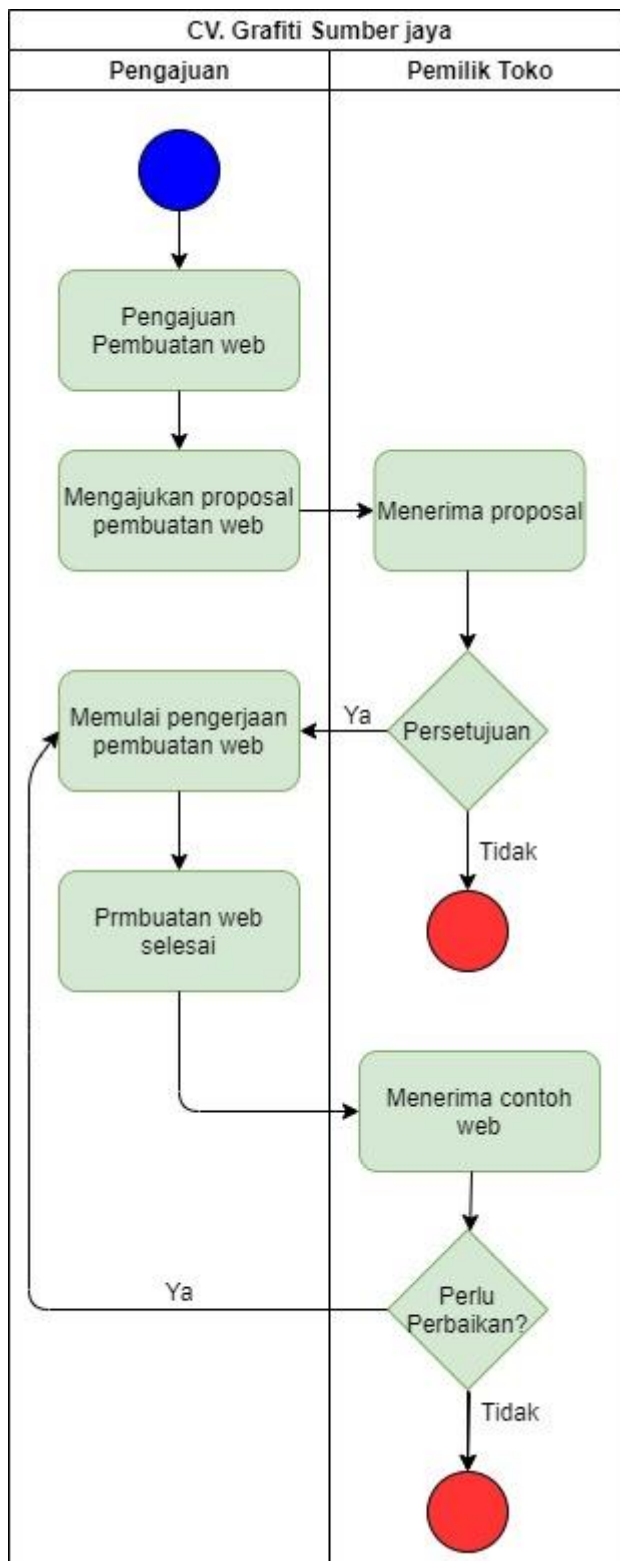 CV. Grafiti Sumber jaya
Pengajuan
Pemilik Toko
Pengajuan
Pembuatan web
Mengajukan proposal
pembuatan web
Menerima proposal
Memulai pengerjaan
pembuatan web
Ya
Persetujuan
Tidak
Prmbuatan web
selesai
Menerima contoh
web
Ya
Perlu
Perbaikan?
Tidak